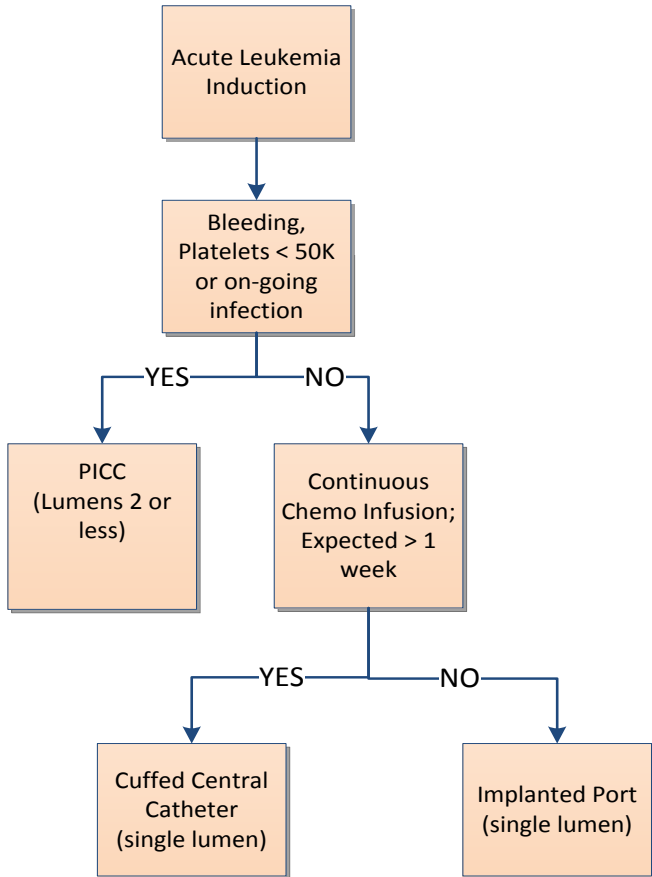 Acute Leukemia
Induction
Bleeding,
Platelets < 50K
or on-going
infection
YES
NO
PICC
(Lumens 2 or
less)
Continuous
Chemo Infusion;
Expected > 1
week
YES
NO
Cuffed Central
Catheter
(single lumen)
Implanted Port
(single lumen)